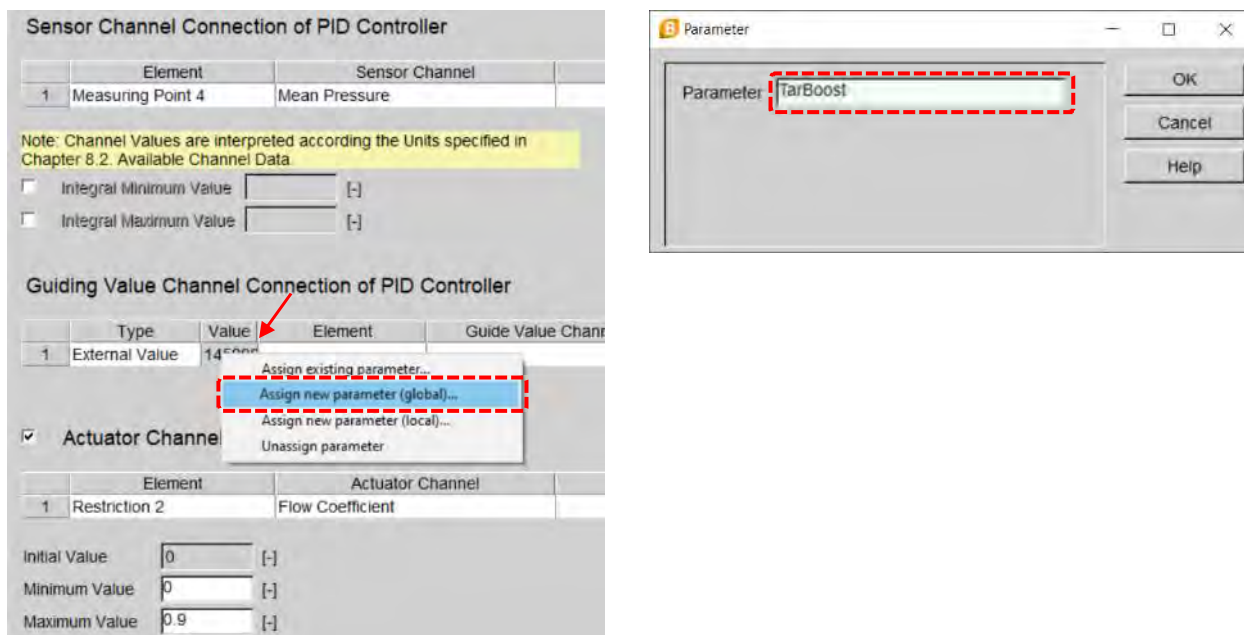 Sensor Channel Connection of PID Controller
Element Sensor Channel
1 Measuring Point 4 Mean Pressure
Note: Channel Values are interpreted according the Units specified in
Chapter 8.2. Available Channel Data.
Integral Minimum Value [-]
Integral Maximum Value [-]
Guiding Value Channel Connection of PID Controller
Type Value Element Guide Value Chann
1 External Value
Assign existing parameter...
Assign new parameter (global)...
Assign new parameter (local)...
Unassign parameter
Actuator Channel
Element Actuator Channel
1 Restriction 2 Flow Coefficient
Initial Value 0 [-]
Minimum Value 0 [-]
Maximum Value 0.9 [-]
Parameter
Parameter TarBoost
OK
Cancel
Help